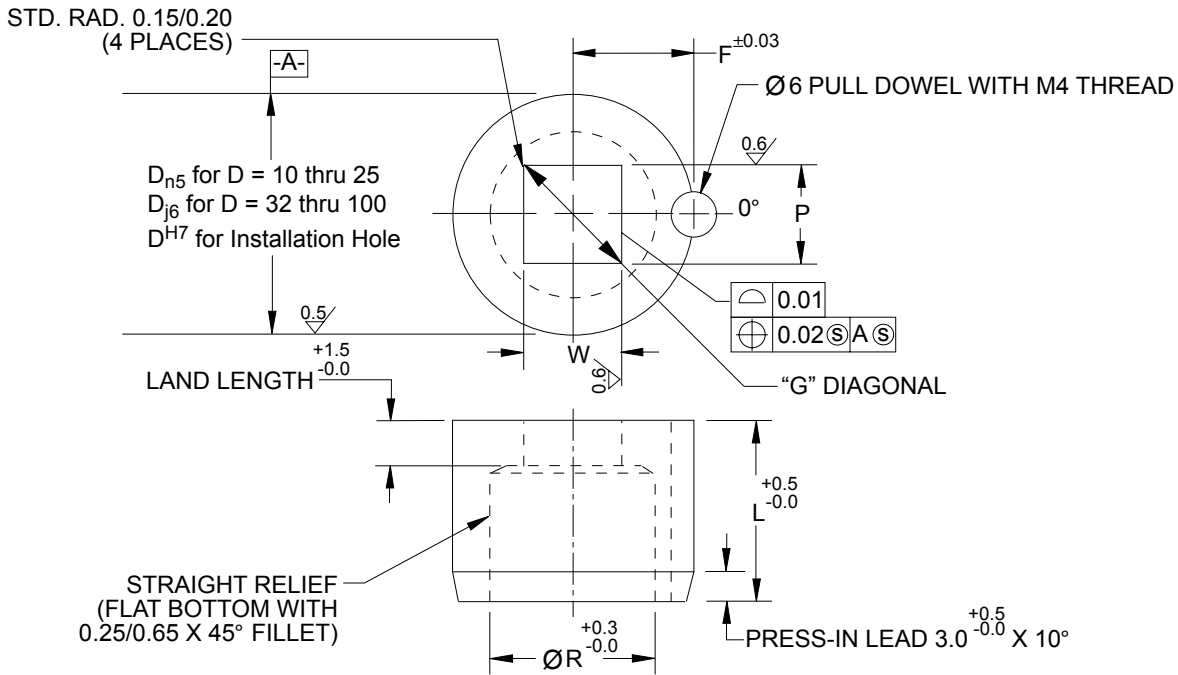 STD. RAD. 0.15/0.20
(4 PLACES)
-A-
F±0.03
Ø6 PULL DOWEL WITH M4 THREAD
0.6
Dn5 for D = 10 thru 25
Dj6 for D = 32 thru 100
DH7 for Installation Hole
0°
P
0.01
0.02 Ⓢ A Ⓢ
0.5
W
0.6
"G" DIAGONAL
+1.5
-0.0
LAND LENGTH
+0.5
-0.0
L
STRAIGHT RELIEF
(FLAT BOTTOM WITH
0.25/0.65 X 45° FILLET)
+0.3
-0.0
ØR
+0.5
-0.0
PRESS-IN LEAD 3.0 X 10°